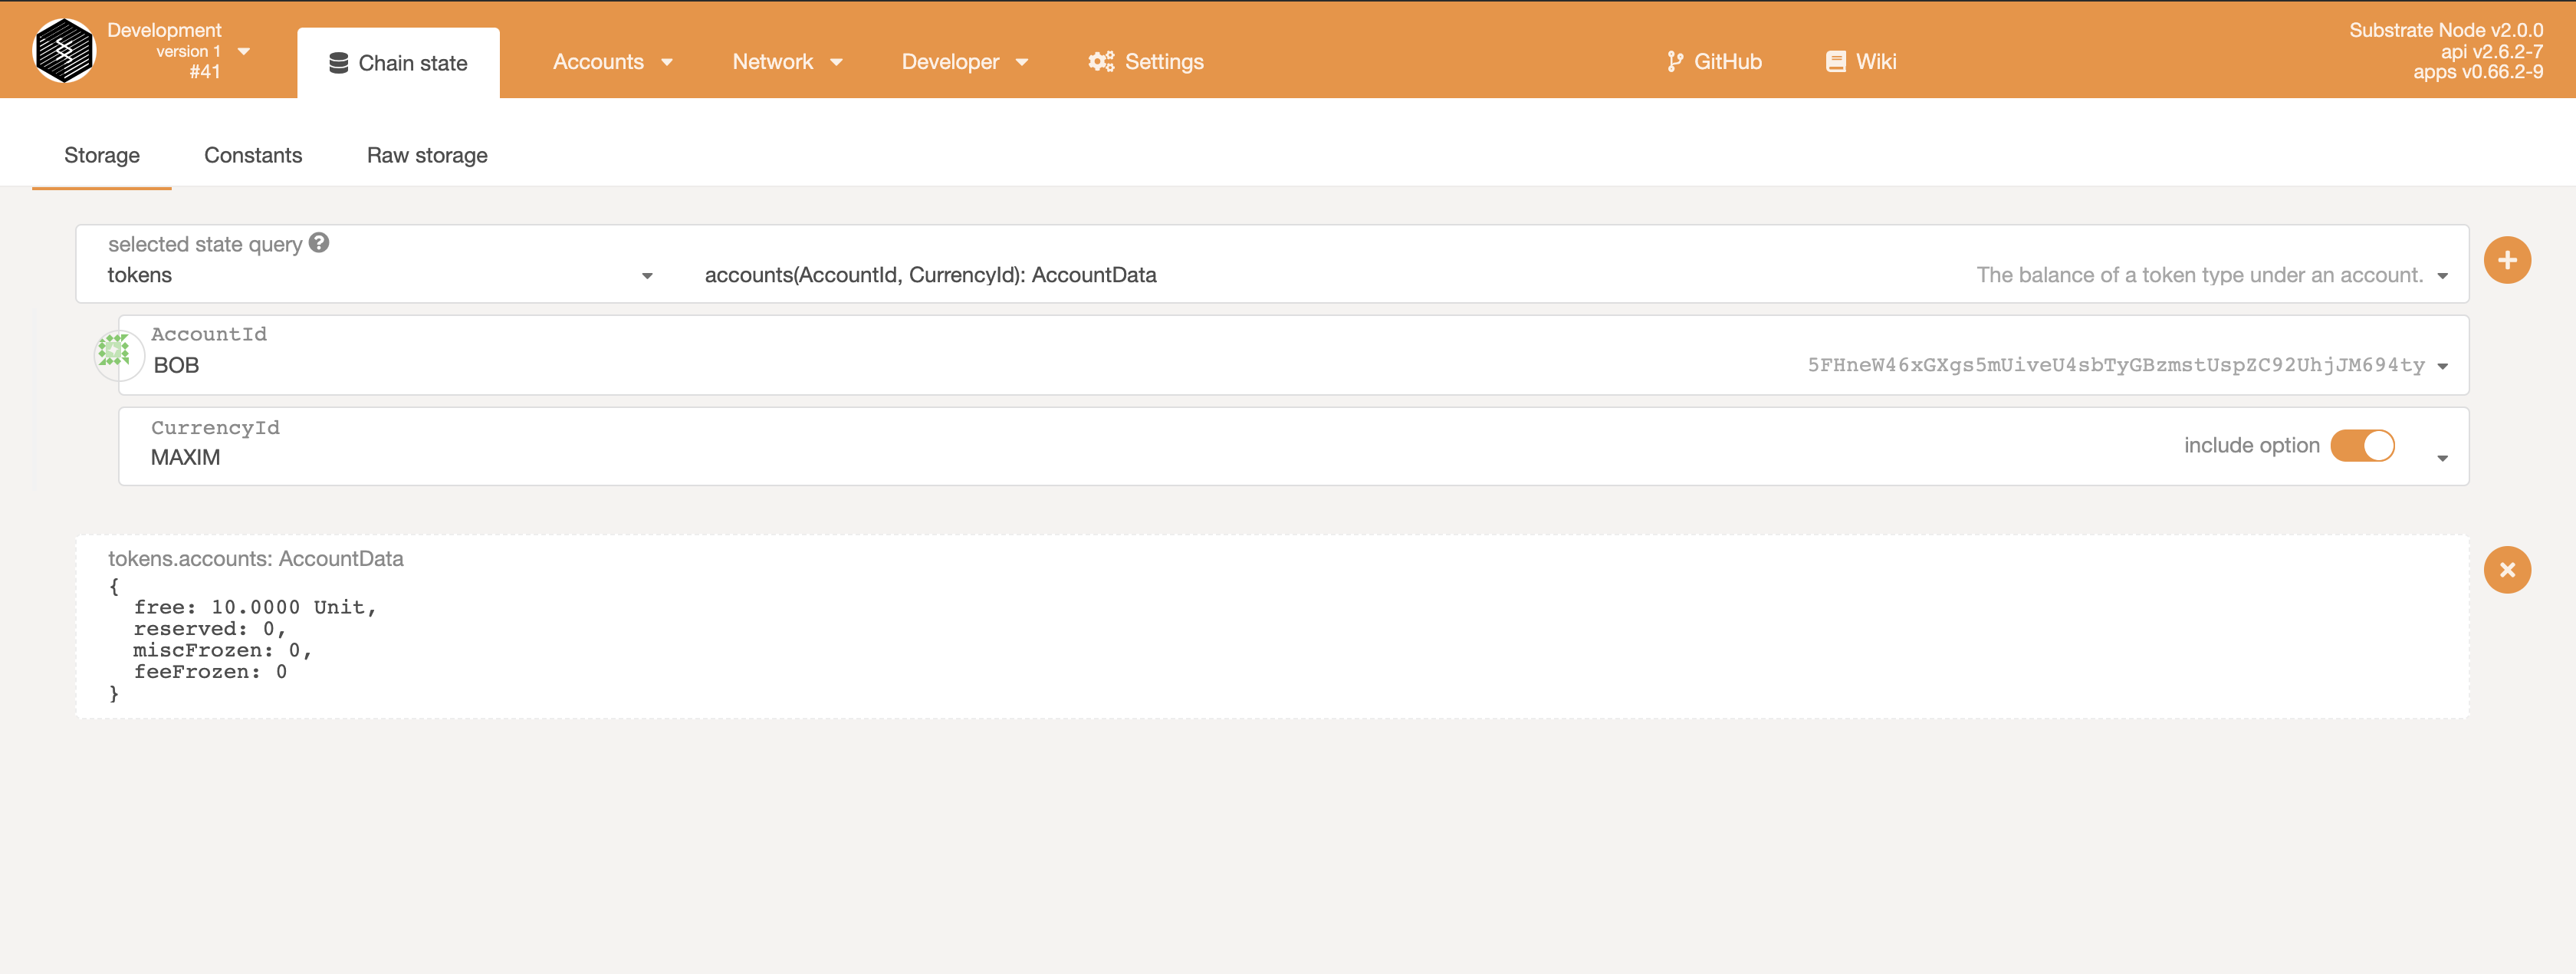 Development
version 1
#41
Chain state
Accounts
Network
Developer
Settings
GitHub
Wiki
Substrate Node v2.0.0
api v2.6.2-7
apps v0.66.2-9
Storage
Constants
Raw storage
selected state query
tokens
accounts(AccountId, CurrencyId): AccountData
The balance of a token type under an account.
AccountId
BOB
5FHneW46xGXgs5mUiveU4sbTyGBzmstUspZC92UhjJM694ty
CurrencyId
MAXIM
include option
tokens.accounts: AccountData
{
free: 10.0000 Unit,
reserved: 0,
miscFrozen: 0,
feeFrozen: 0
}